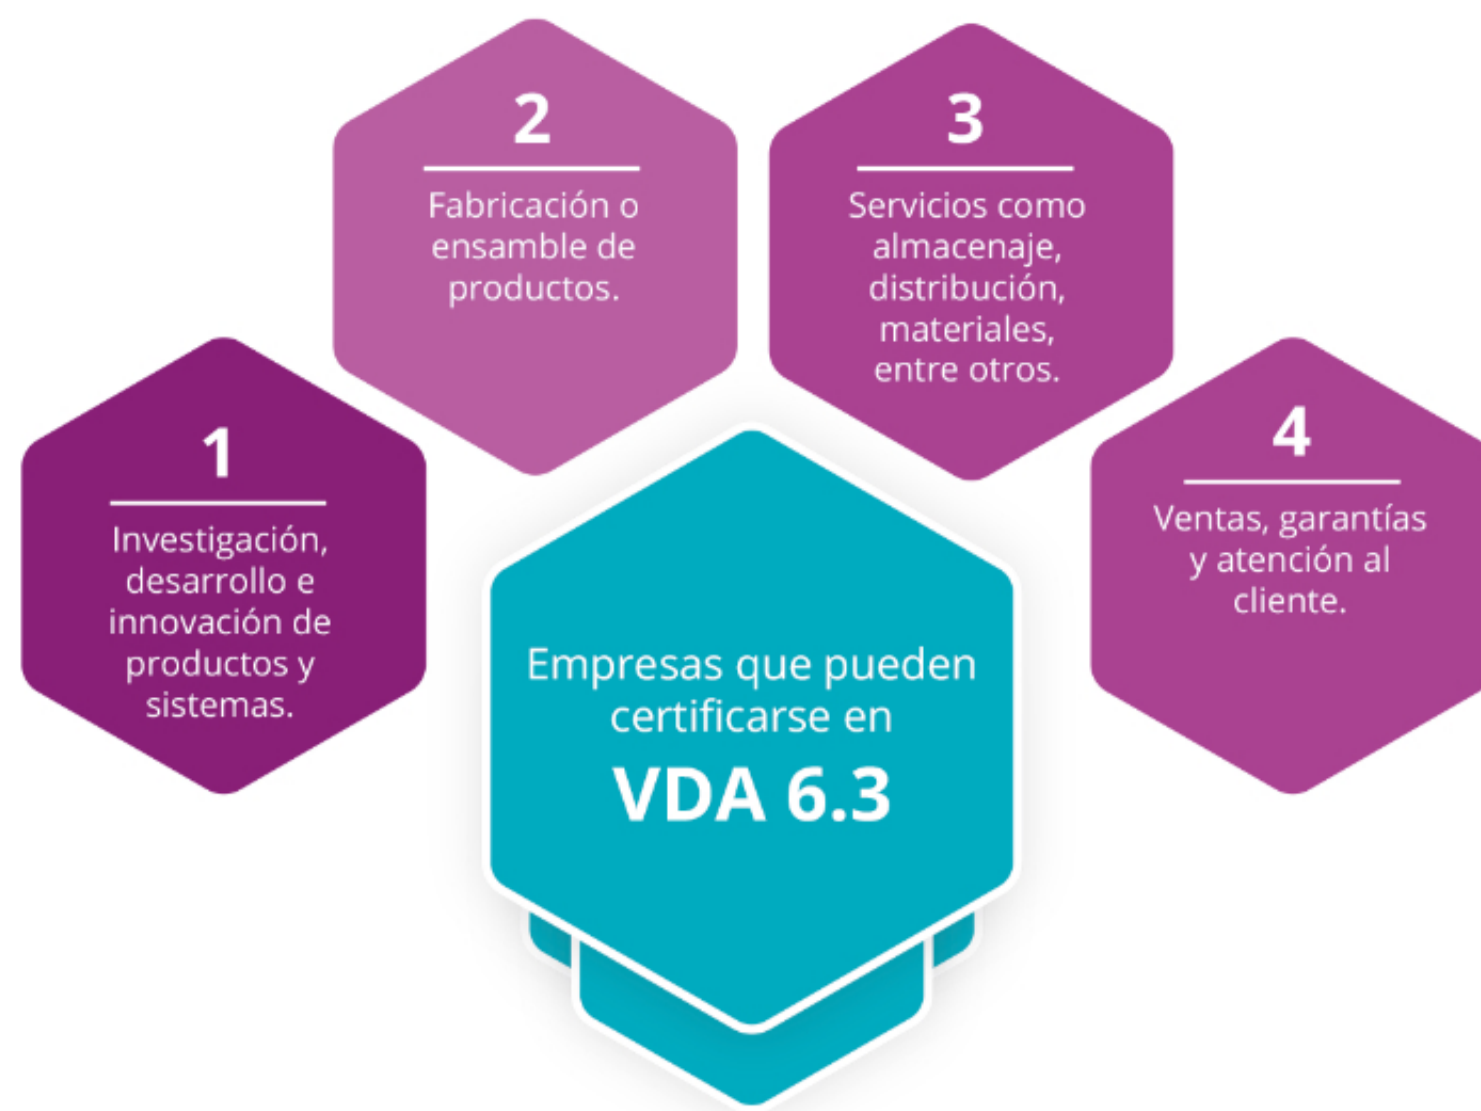 1
Investigación,
desarrollo e
innovación de
productos y
sistemas.
2
Fabricación o
ensamble de
productos.
3
Servicios como
almacenaje,
distribución,
materiales,
entre otros.
4
Ventas, garantías
y atención al
cliente.
Empresas que pueden
certificarse en
VDA 6.3